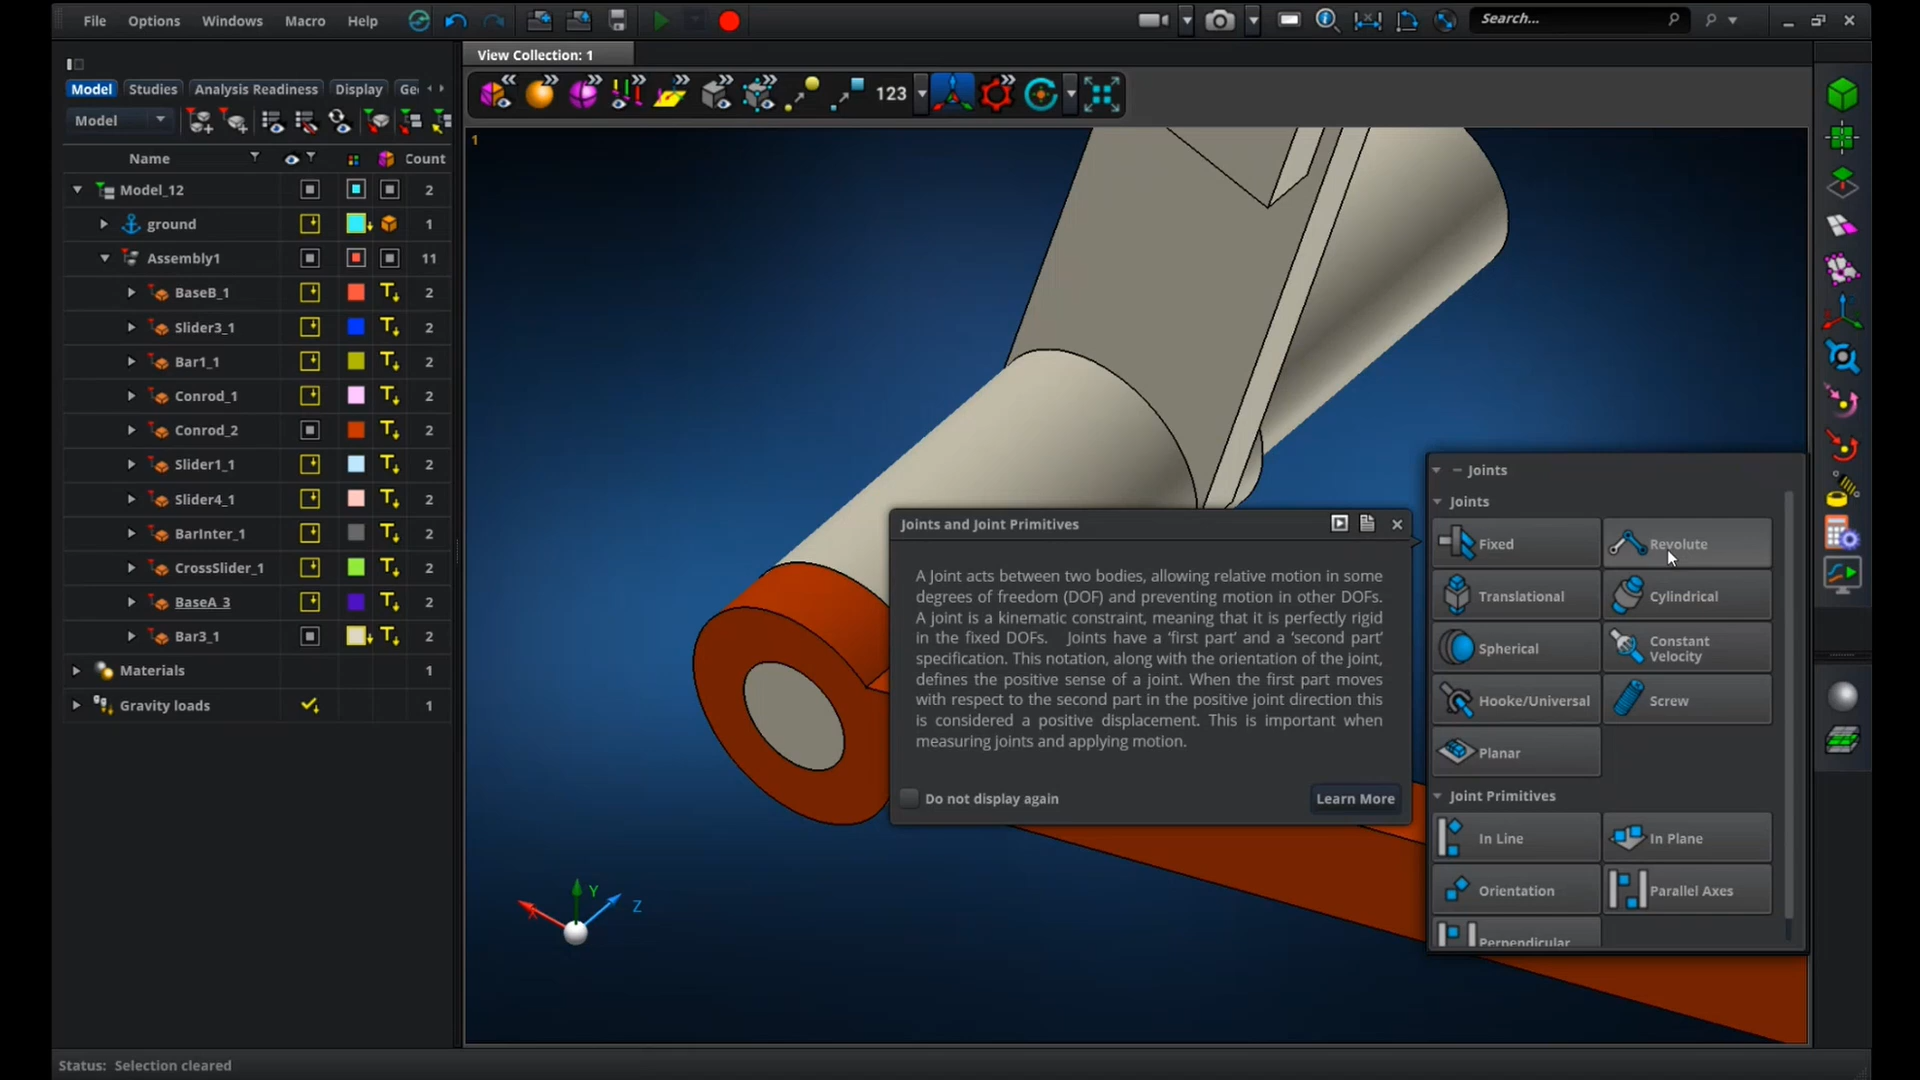 File Options Windows Macro Help
Search...
View Collection: 1
Model Studies Analysis Readiness Display Ge
123
Model
Name Count
1
Model_12 2
ground 1
Assembly1 11
BaseB_1 2
Slider3_1 2
Bar1_1 2
Conrod_1 2
Conrod_2 2
Slider1_1 2
Slider4_1 2
BarInter_1 2
CrossSlider_1 2
BaseA_3 2
Bar3_1 2
Materials 1
Gravity loads 1
Joints and Joint Primitives
A Joint acts between two bodies, allowing relative motion in some
degrees of freedom (DOF) and preventing motion in other DOFs.
A joint is a kinematic constraint, meaning that it is perfectly rigid
in the fixed DOFs. Joints have a 'first part' and a 'second part'
specification. This notation, along with the orientation of the joint,
defines the positive sense of a joint. When the first part moves
with respect to the second part in the positive joint direction this
is considered a positive displacement. This is important when
measuring joints and applying motion.
Do not display again
Learn More
Joints
Joints
Fixed Revolute
Translational Cylindrical
Spherical Constant
Velocity
Hooke/Universal Screw
Planar
Joint Primitives
In Line In Plane
Orientation Parallel Axes
Perpendicular
X Y Z
Status: Selection cleared